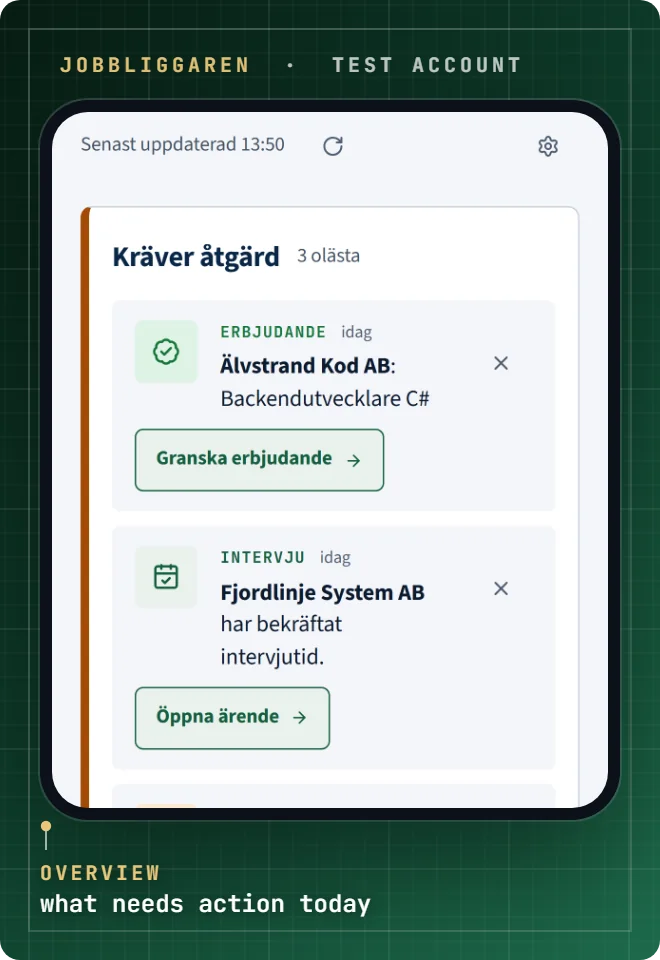 JOBBLIGGAREN · TEST ACCOUNT
Senast uppdaterad 13:50
Kräver åtgärd 3 olästa
ERBJUDANDE idag
Älvstrand Kod AB:
Backendutvecklare C#
Granska erbjudande →
INTERVJU idag
Fjordlinje System AB
har bekräftat
intervjutid.
Öppna ärende →
OVERVIEW
what needs action today